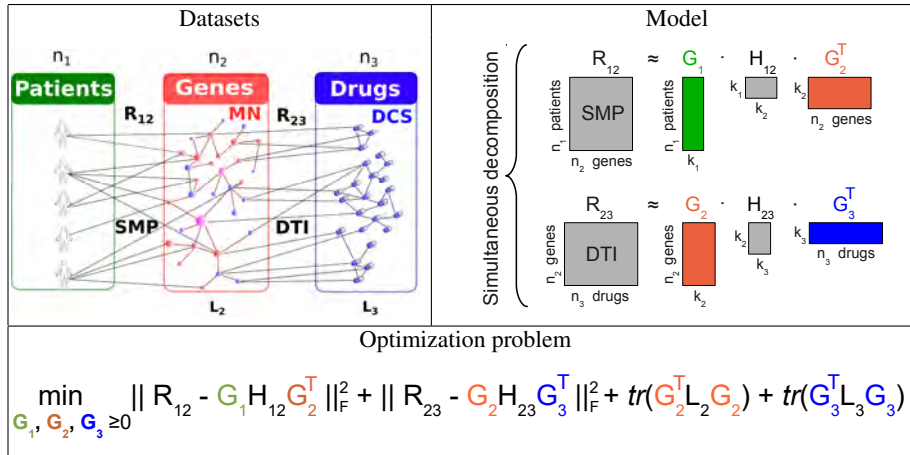 Datasets
n₁ n₂ n₃
Patients Genes Drugs
R₁₂ MN R₂₃ DCS
SMP DTI
L₂ L₃
Model
Simultaneous decomposition
R₁₂ ≈ G₁ · H₁₂ · G₂ᵀ
n₁ patients
SMP
n₂ genes
n₁ patients
k₁
k₁
k₂
k₂
n₂ genes
R₂₃ ≈ G₂ · H₂₃ · G₃ᵀ
n₂ genes
DTI
n₃ drugs
n₂ genes
k₂
k₂
k₃
k₃
n₃ drugs
Optimization problem
min || R₁₂ - G₁H₁₂G₂ᵀ ||²_F + || R₂₃ - G₂H₂₃G₃ᵀ ||²_F + tr(G₂ᵀL₂G₂) + tr(G₃ᵀL₃G₃)
G₁, G₂, G₃ ≥0